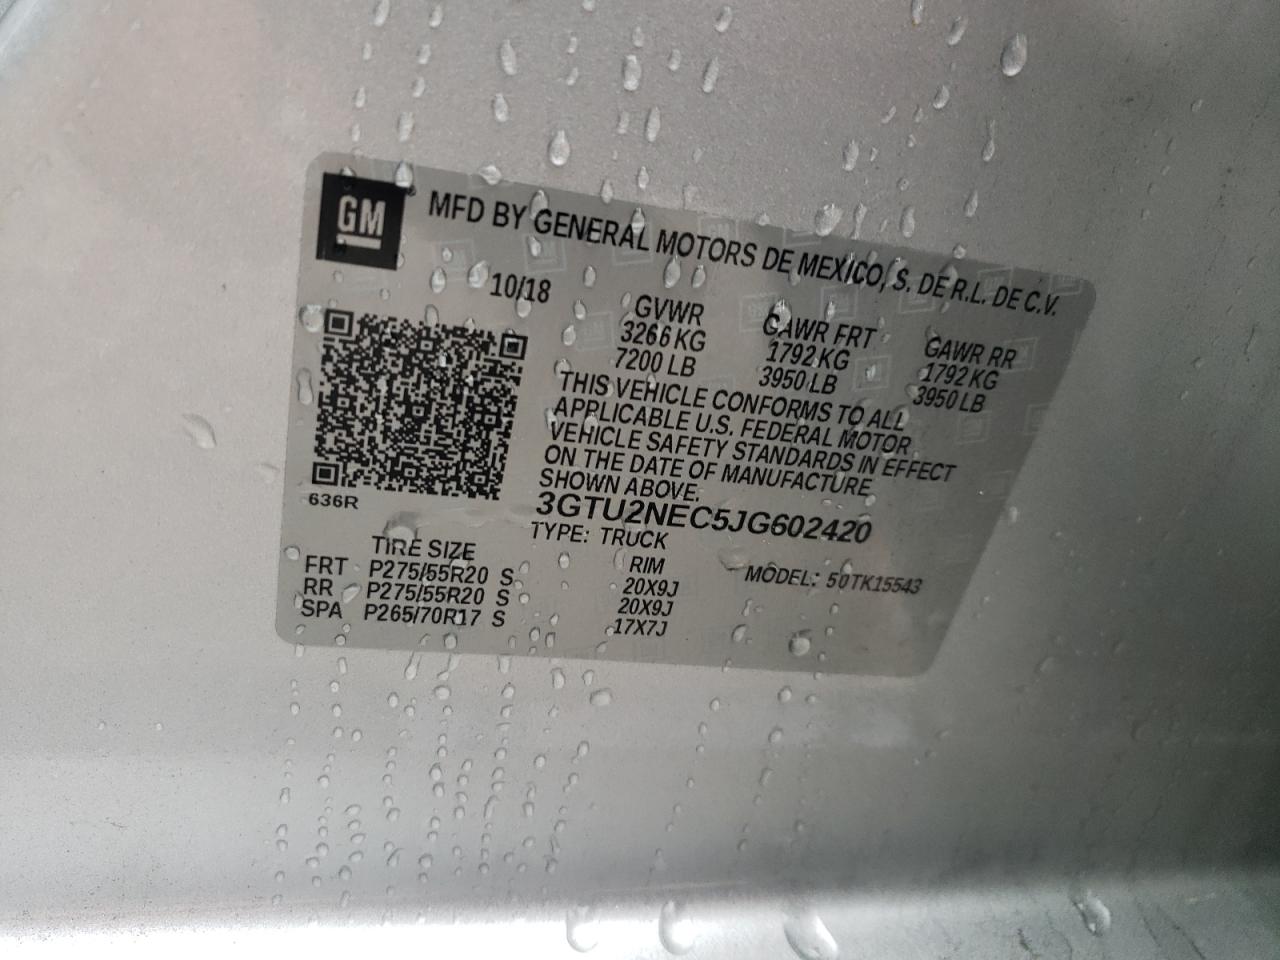 GM
MFD BY GENERAL MOTORS DE MEXICO, S. DE R.L. DE C.V.
10/18
GVWR GAWR FRT GAWR RR
3266 KG 1792 KG 1792 KG
7200 LB 3950 LB 3950 LB
THIS VEHICLE CONFORMS TO ALL
APPLICABLE U.S. FEDERAL MOTOR
VEHICLE SAFETY STANDARDS IN EFFECT
ON THE DATE OF MANUFACTURE
SHOWN ABOVE.
636R
3GTU2NEC5JG602420
TYPE: TRUCK
MODEL: 50TK15543
TIRE SIZE RIM
FRT P275/55R20 S 20X9J
RR P275/55R20 S 20X9J
SPA P265/70R17 S 17X7J